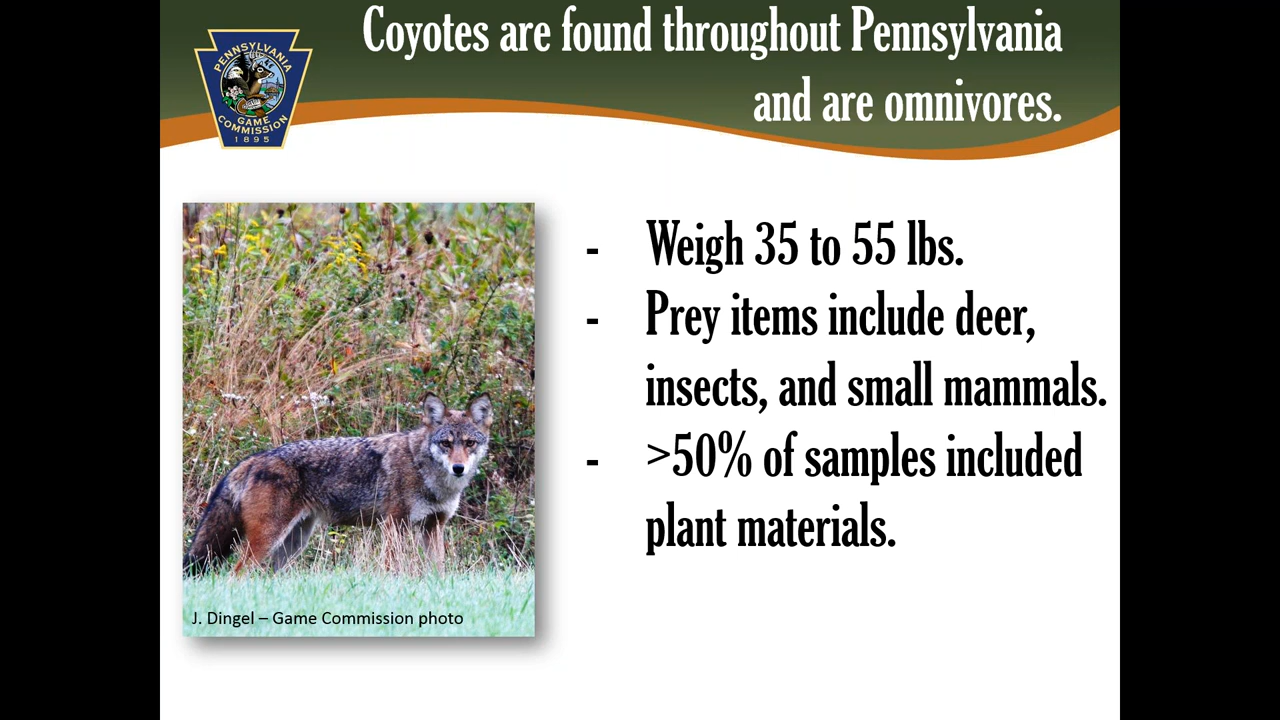 Coyotes are found throughout Pennsylvania
and are omnivores.
PENNSYLVANIA
GAME
COMMISSION
1895
- Weigh 35 to 55 lbs.
- Prey items include deer,
insects, and small mammals.
- >50% of samples included
plant materials.
J. Dingel – Game Commission photo